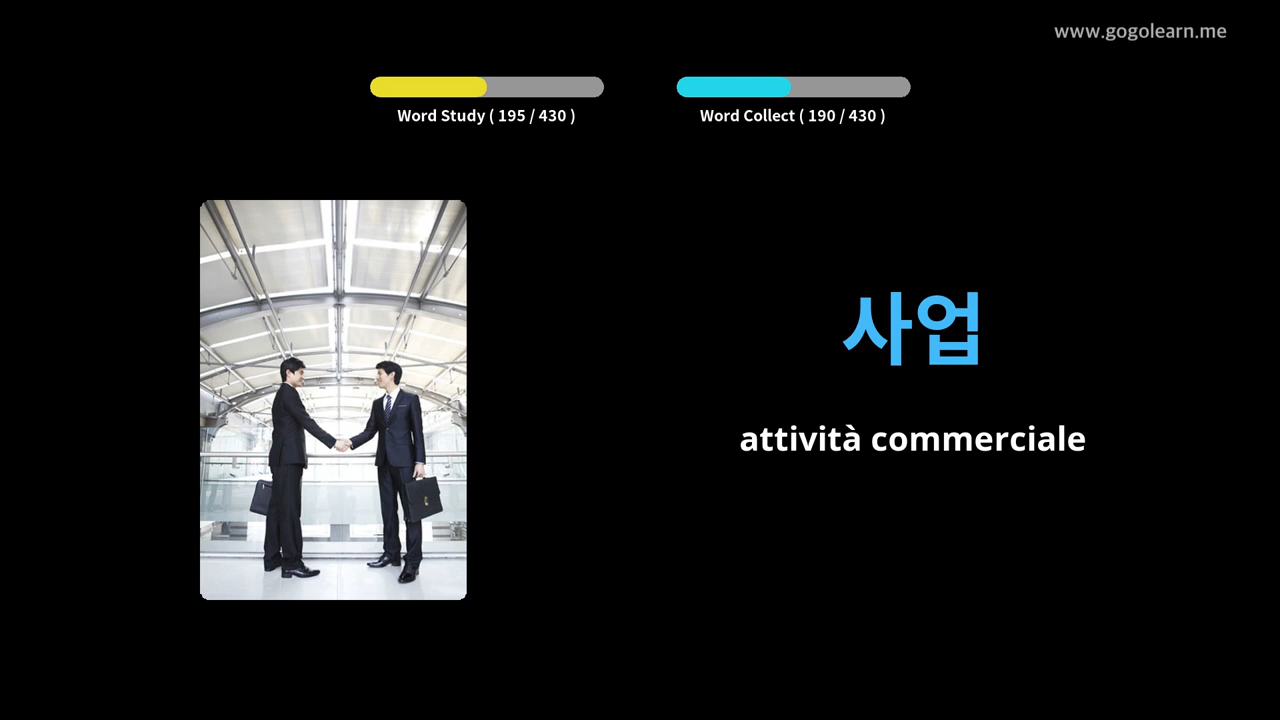 www.gogolearn.me
Word Study ( 195 / 430 )
Word Collect ( 190 / 430 )
사업
attività commerciale